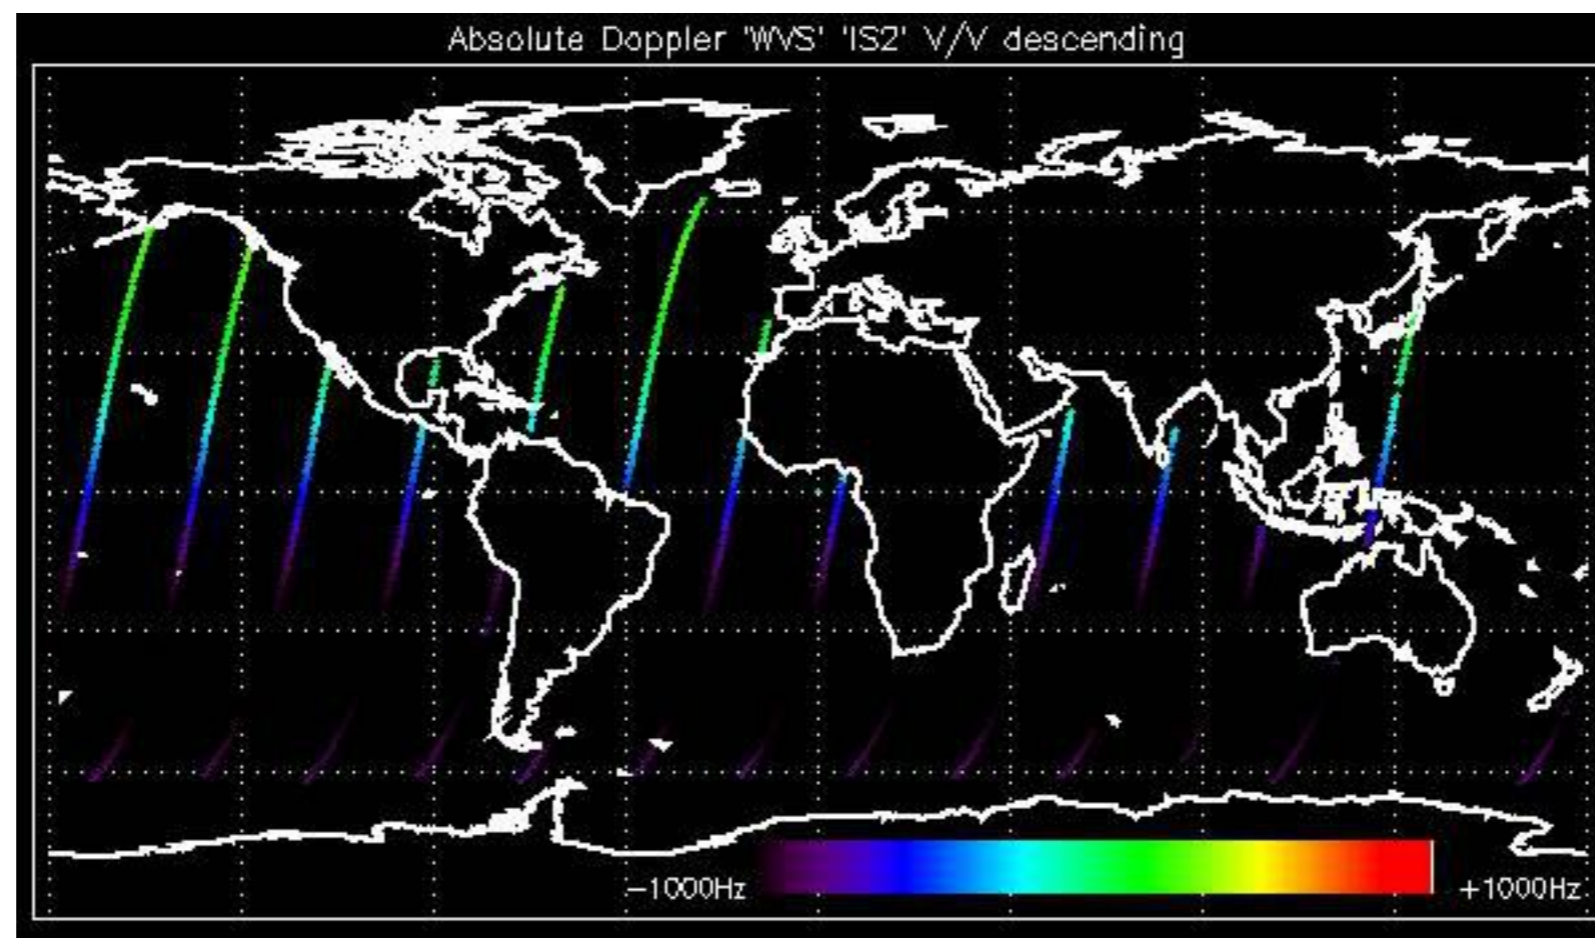 Absolute Doppler 'WVS' 'IS2' V/V descending
−1000Hz
+1000Hz